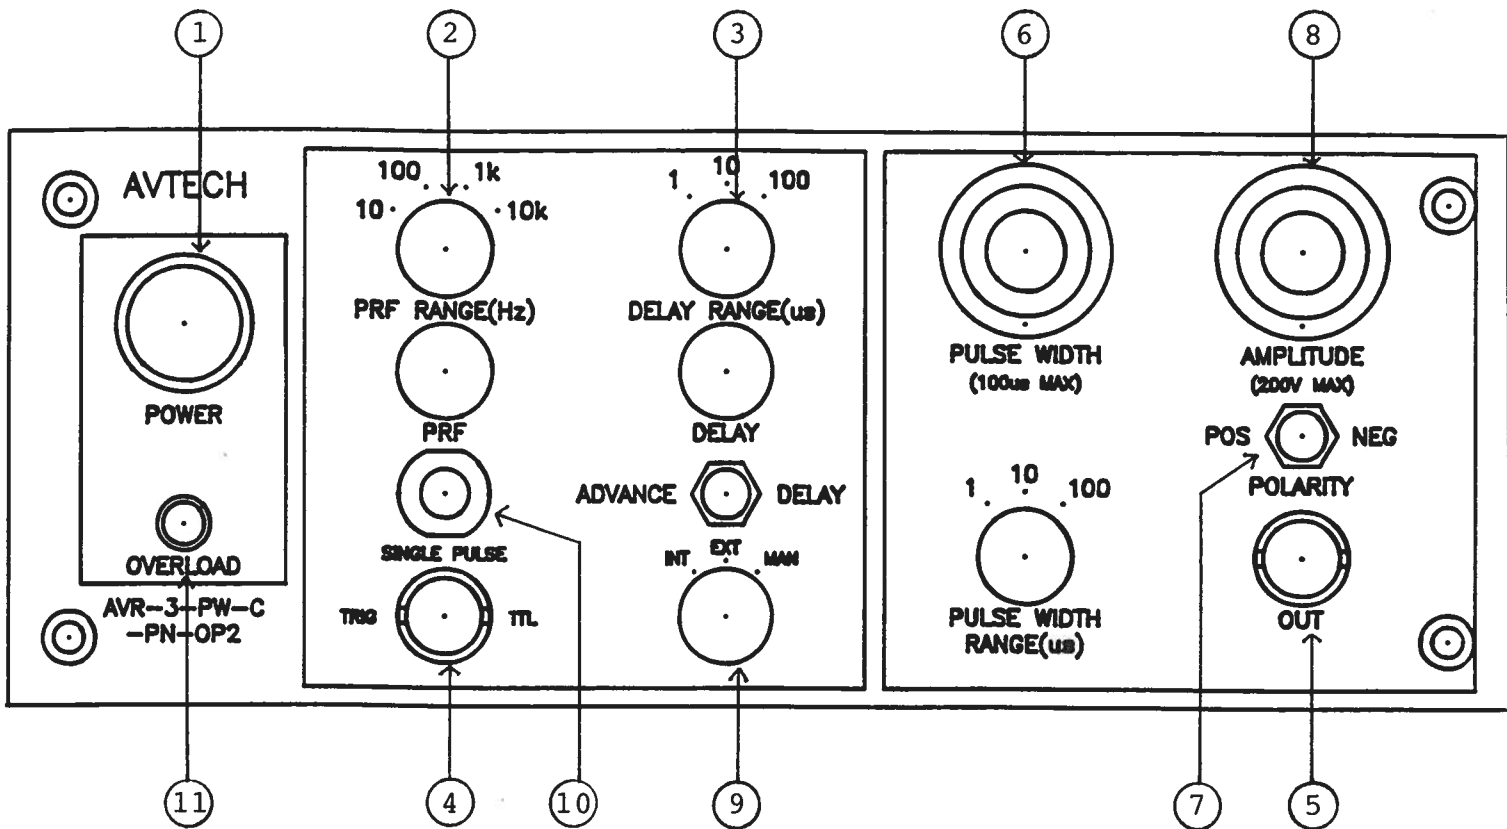 1 2 3 6 8
AVTECH
POWER
OVERLOAD
AVR-3-PW-C
-PN-OP2
10 100 1k 10k
PRF RANGE(Hz)
PRF
SINGLE PULSE
TRIG TTL
1 10 100
DELAY RANGE(us)
DELAY
ADVANCE DELAY
INT EXT MAN
PULSE WIDTH
(100us MAX)
1 10 100
PULSE WIDTH
RANGE(us)
AMPLITUDE
(200V MAX)
POS NEG
POLARITY
OUT
11 4 10 9 7 5